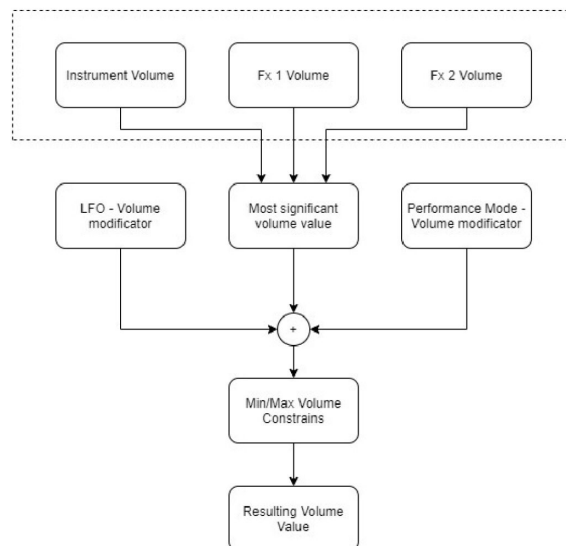 Instrument Volume
Fx 1 Volume
Fx 2 Volume
LFO - Volume
modificator
Most significant
volume value
Performance Mode -
Volume modificator
+
Min/Max Volume
Constrains
Resulting Volume
Value